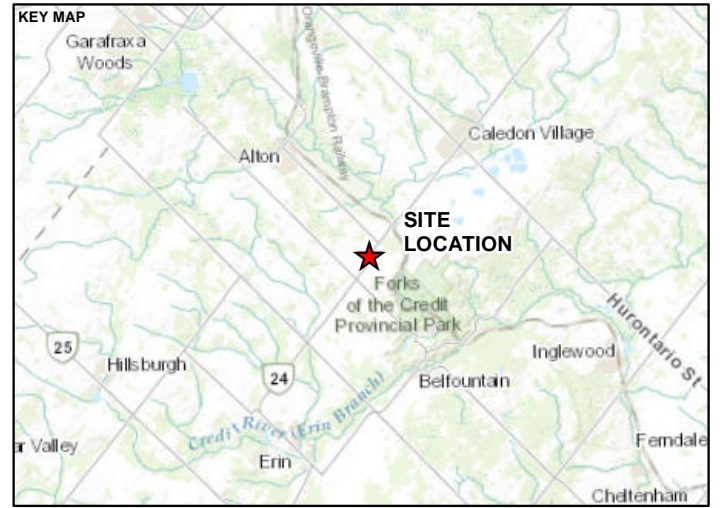 KEY MAP
Garafraxa
Woods
Orangeville-Brampton Railway
Caledon Village
Alton
SITE
LOCATION
Forks
of the Credit
Provincial Park
Hurontario St
25
Hillsburgh
24
Inglewood
Belfountain
Credit River (Erin Branch)
ar Valley
Erin
Ferndale
Cheltenham